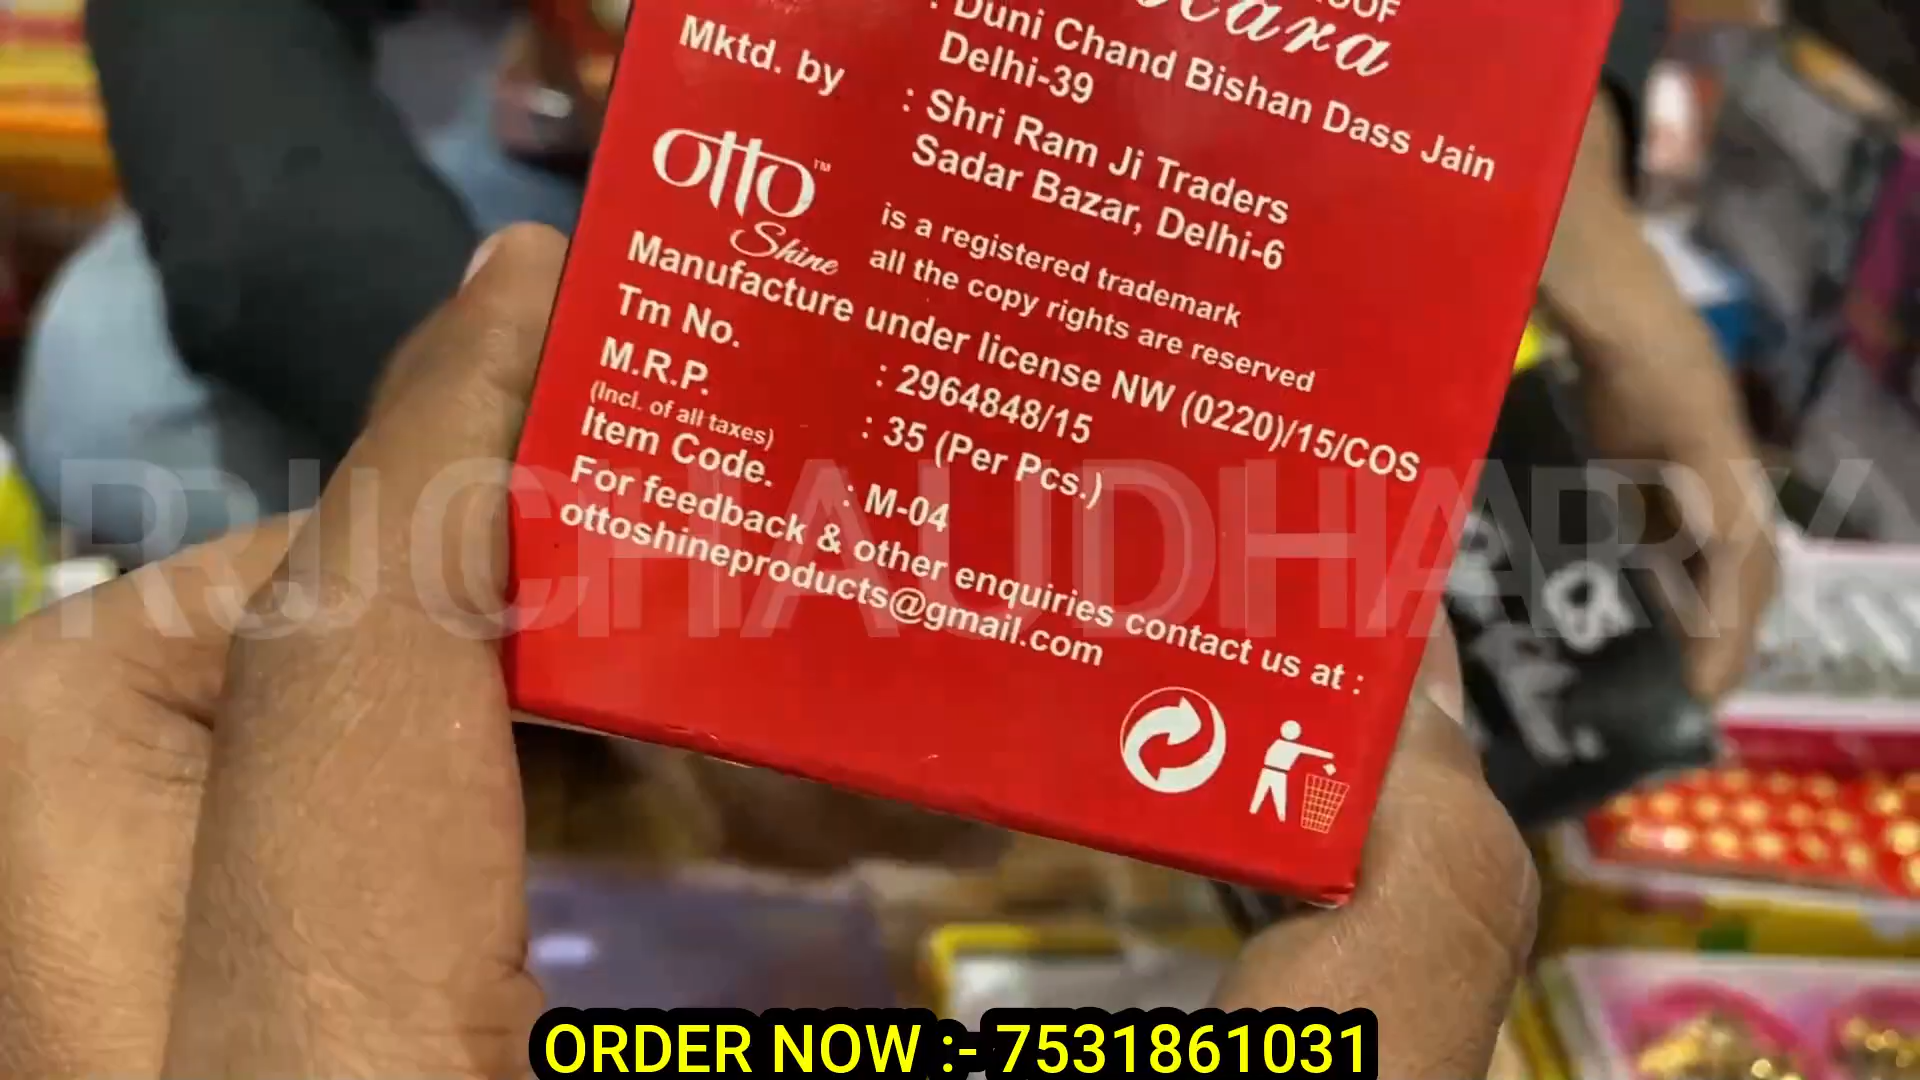 OOF
kara
: Duni Chand Bishan Dass Jain
Delhi-39
Mktd. by : Shri Ram Ji Traders
Sadar Bazar, Delhi-6
otto™ Shine
is a registered trademark
all the copy rights are reserved
Manufacture under license NW (0220)/15/COS
Tm No. : 2964848/15
M.R.P. : 35 (Per Pcs.)
(Incl. of all taxes)
Item Code. : M-04
For feedback & other enquiries contact us at :
ottoshineproducts@gmail.com
RJ CHAUDHARY
ORDER NOW :- 7531861031